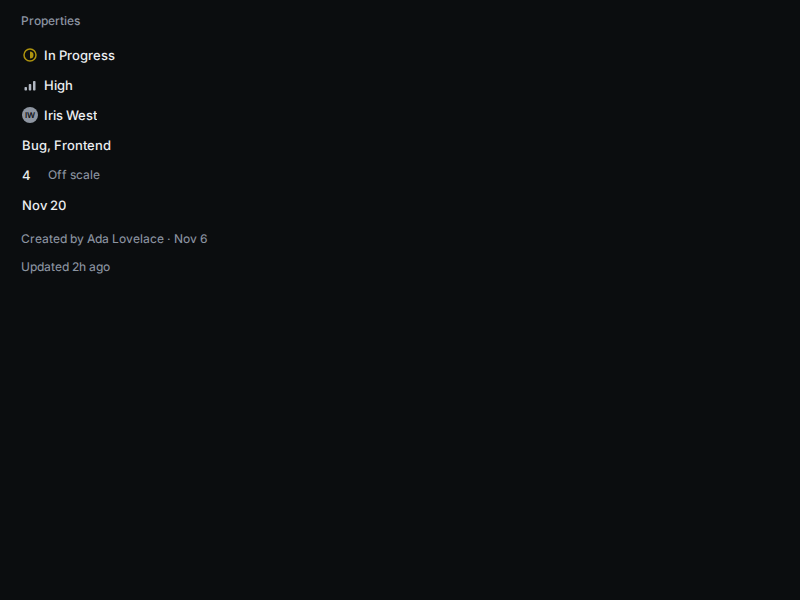 Properties
In Progress
High
IW Iris West
Bug, Frontend
4 Off scale
Nov 20
Created by Ada Lovelace · Nov 6
Updated 2h ago